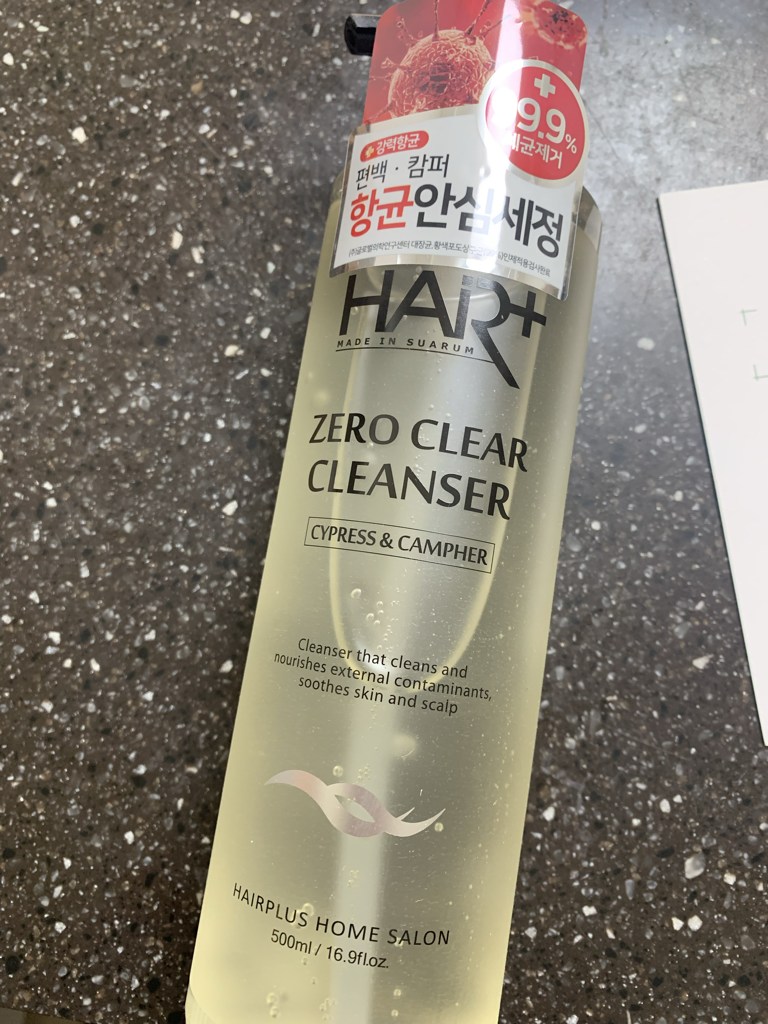 9.9%
세균제거
강력항균
편백 · 캄퍼
항균안심세정
HAIR+
MADE IN SUARUM
ZERO CLEAR
CLEANSER
CYPRESS & CAMPHER
Cleanser that cleans and
nourishes external contaminants,
soothes skin and scalp
HAIRPLUS HOME SALON
500ml / 16.9fl.oz.